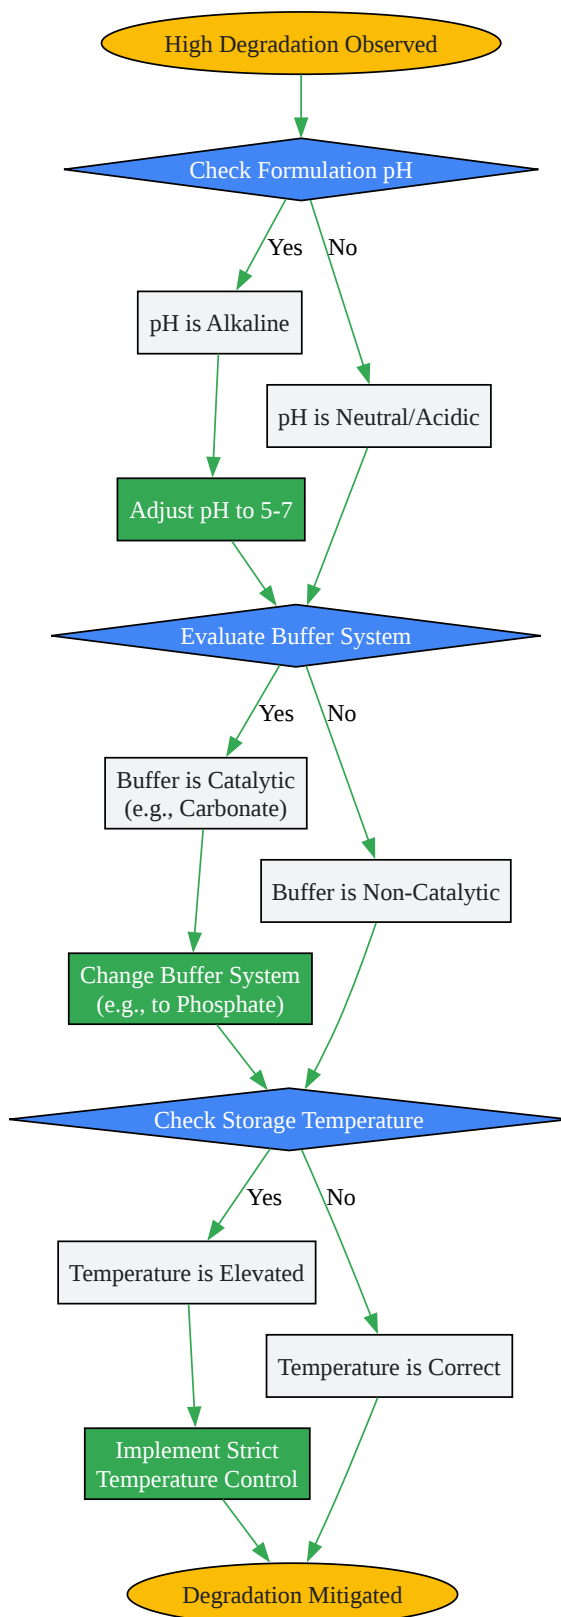 High Degradation Observed
Check Formulation pH
Yes
No
pH is Alkaline
pH is Neutral/Acidic
Adjust pH to 5-7
Evaluate Buffer System
Yes
No
Buffer is Catalytic
(e.g., Carbonate)
Buffer is Non-Catalytic
Change Buffer System
(e.g., to Phosphate)
Check Storage Temperature
Yes
No
Temperature is Elevated
Temperature is Correct
Implement Strict
Temperature Control
Degradation Mitigated